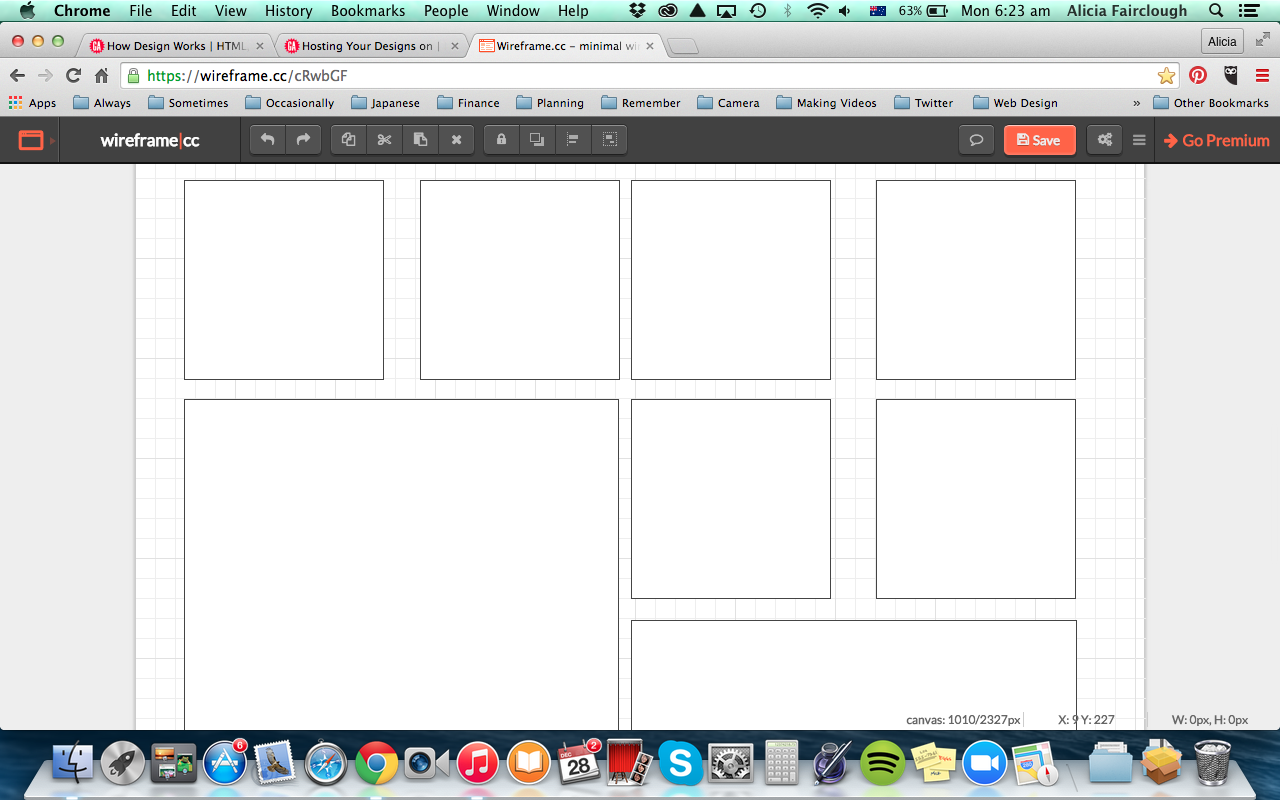 Chrome File Edit View History Bookmarks People Window Help 63% Mon 6:23 am Alicia Fairclough
How Design Works | HTML, Hosting Your Designs on | Wireframe.cc – minimal wi Alicia
https://wireframe.cc/cRwbGF
Apps Always Sometimes Occasionally Japanese Finance Planning Remember Camera Making Videos Twitter Web Design » Other Bookmarks
wireframe|cc Save Go Premium
canvas: 1010/2327px X: 9 Y: 227 W: 0px, H: 0px
6 DEC 28 2